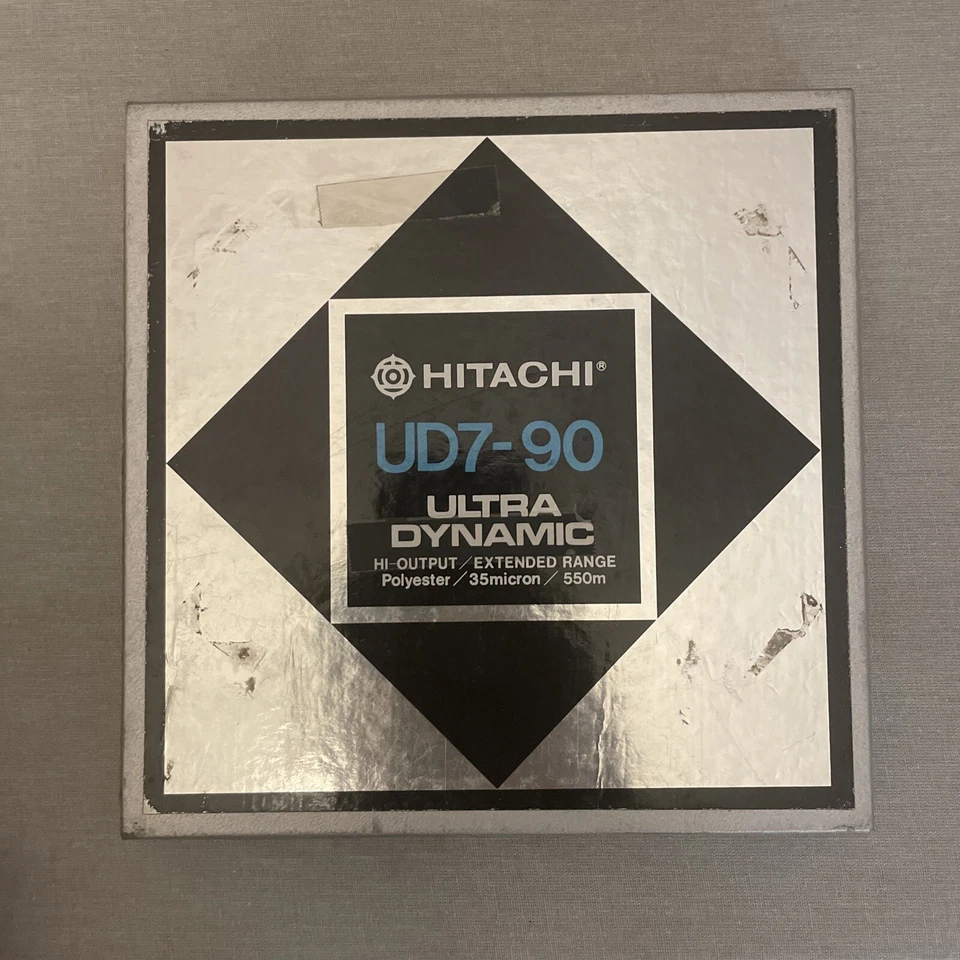 HITACHI®
UD7-90
ULTRA
DYNAMIC
HI-OUTPUT/EXTENDED RANGE
Polyester/35micron/550m